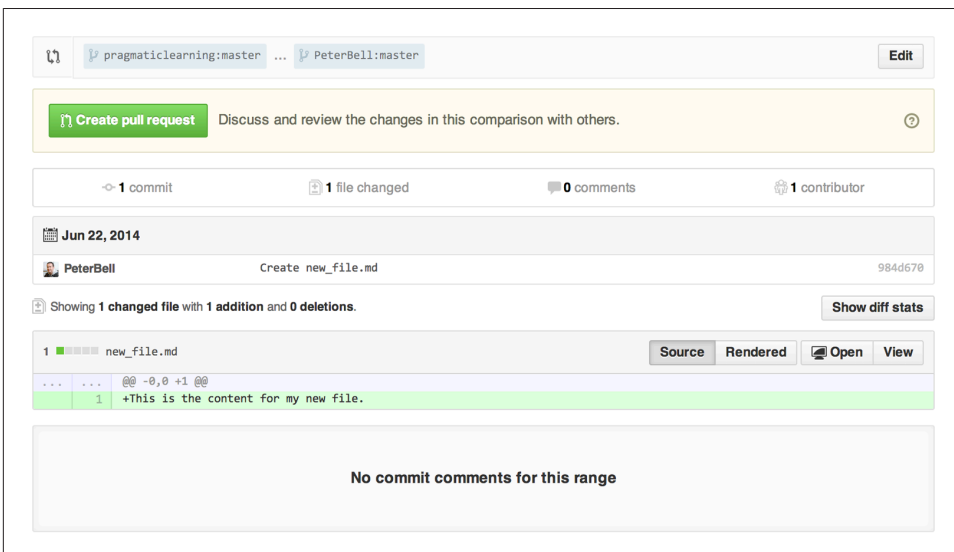 pragmaticlearning:master ... PeterBell:master Edit
Create pull request Discuss and review the changes in this comparison with others. ?
1 commit 1 file changed 0 comments 1 contributor
Jun 22, 2014
PeterBell Create new_file.md 984d670
Showing 1 changed file with 1 addition and 0 deletions. Show diff stats
1 new_file.md Source Rendered Open View
... ... @@ -0,0 +1 @@
1 +This is the content for my new file.
No commit comments for this range